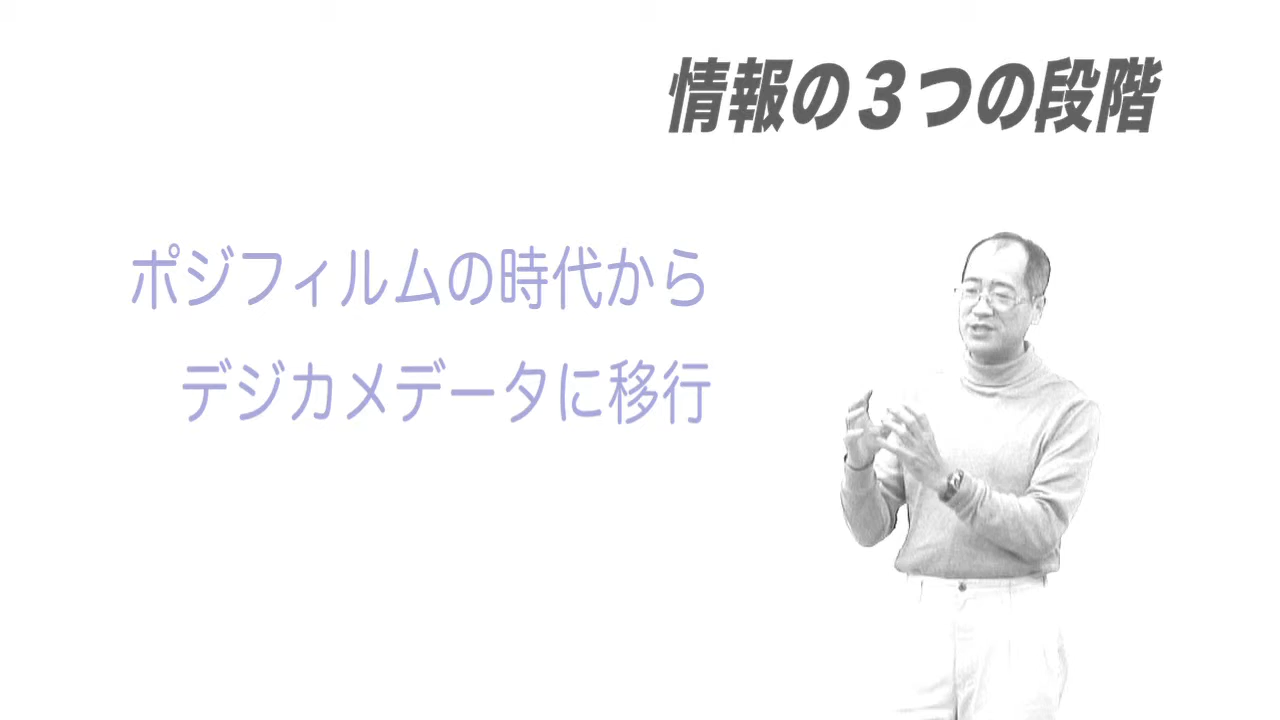 情報の３つの段階
ポジフィルムの時代から
デジカメデータに移行